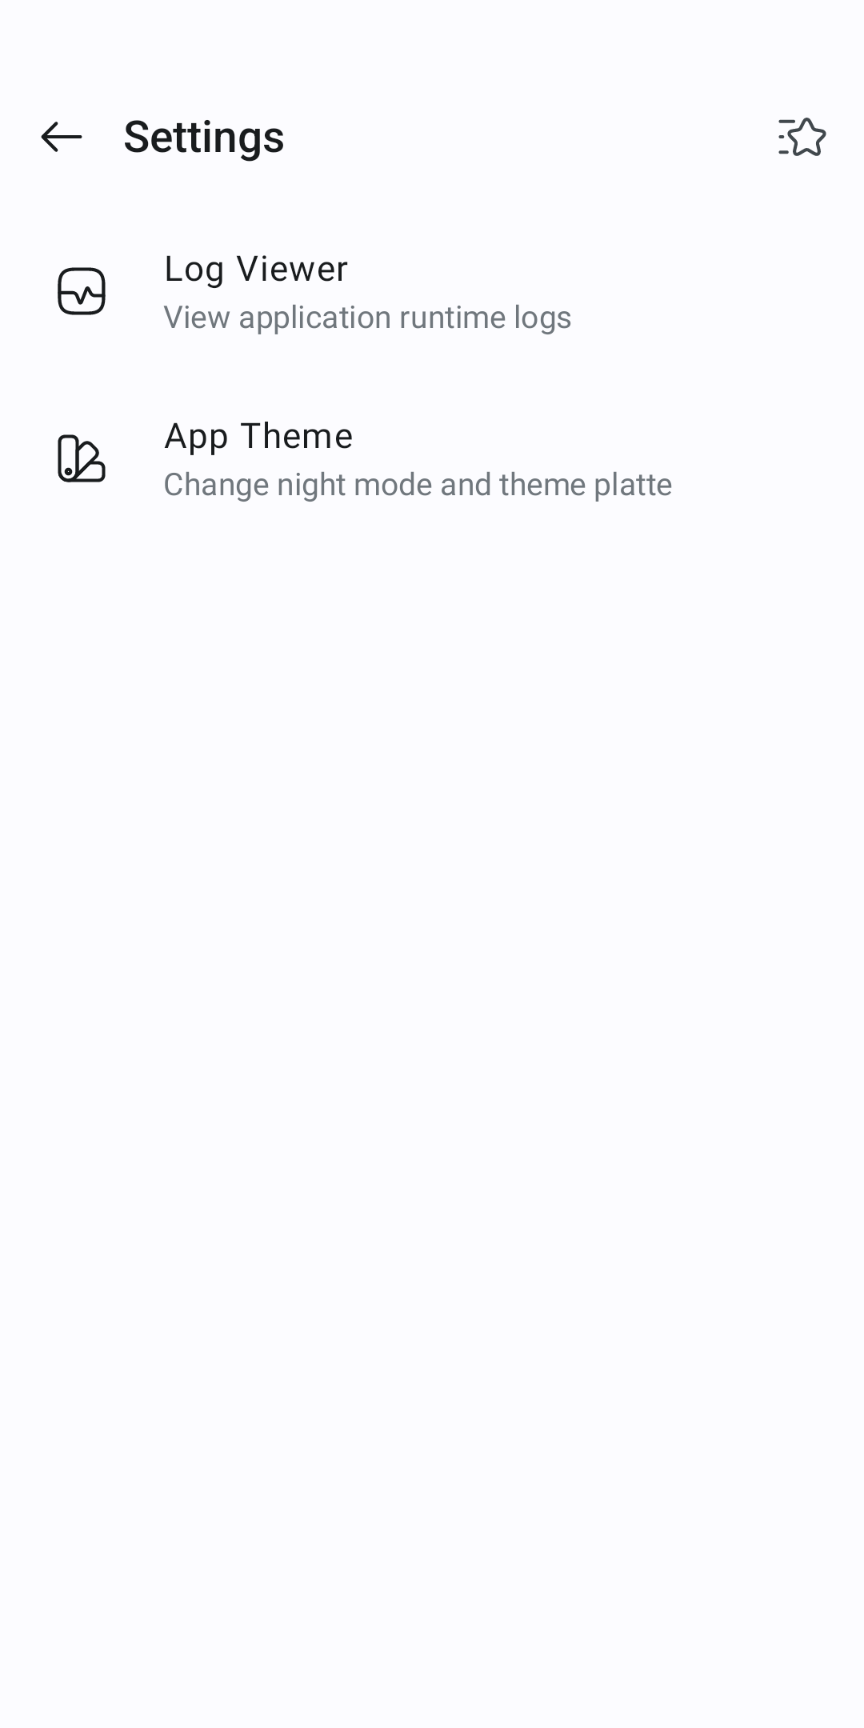 Settings
Log Viewer
View application runtime logs
App Theme
Change night mode and theme platte